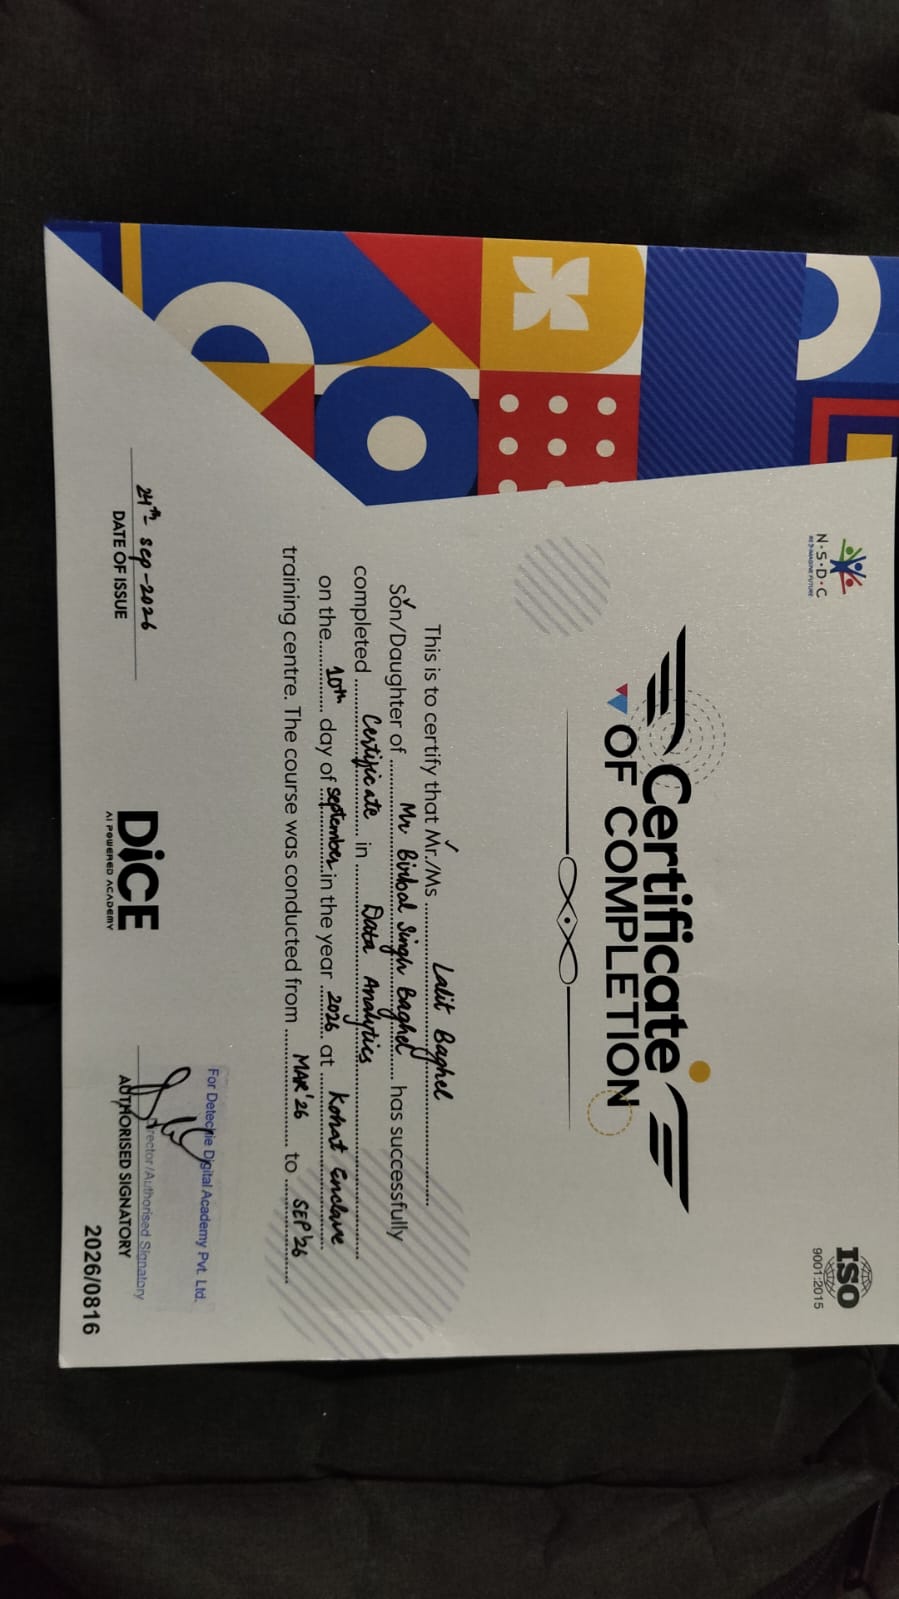 N·S·D·C
RE IMAGINE FUTURE
ISO
9001:2015
Certificate
OF COMPLETION
This is to certify that Mr./Ms. Lalit Baghel
Son/Daughter of Mr Birbal Singh Baghel has successfully
completed Certificate in Data Analytics
on the 10th day of September in the year 2026 at Kohat Enclave
training centre. The course was conducted from MAR'26 to SEP'26
For Detechie Digital Academy Pvt. Ltd.
24th - Sep - 2026
DATE OF ISSUE
DiCE
AI POWERED ACADEMY
rector/Authorised Signatory
AUTHORISED SIGNATORY
2026/0816